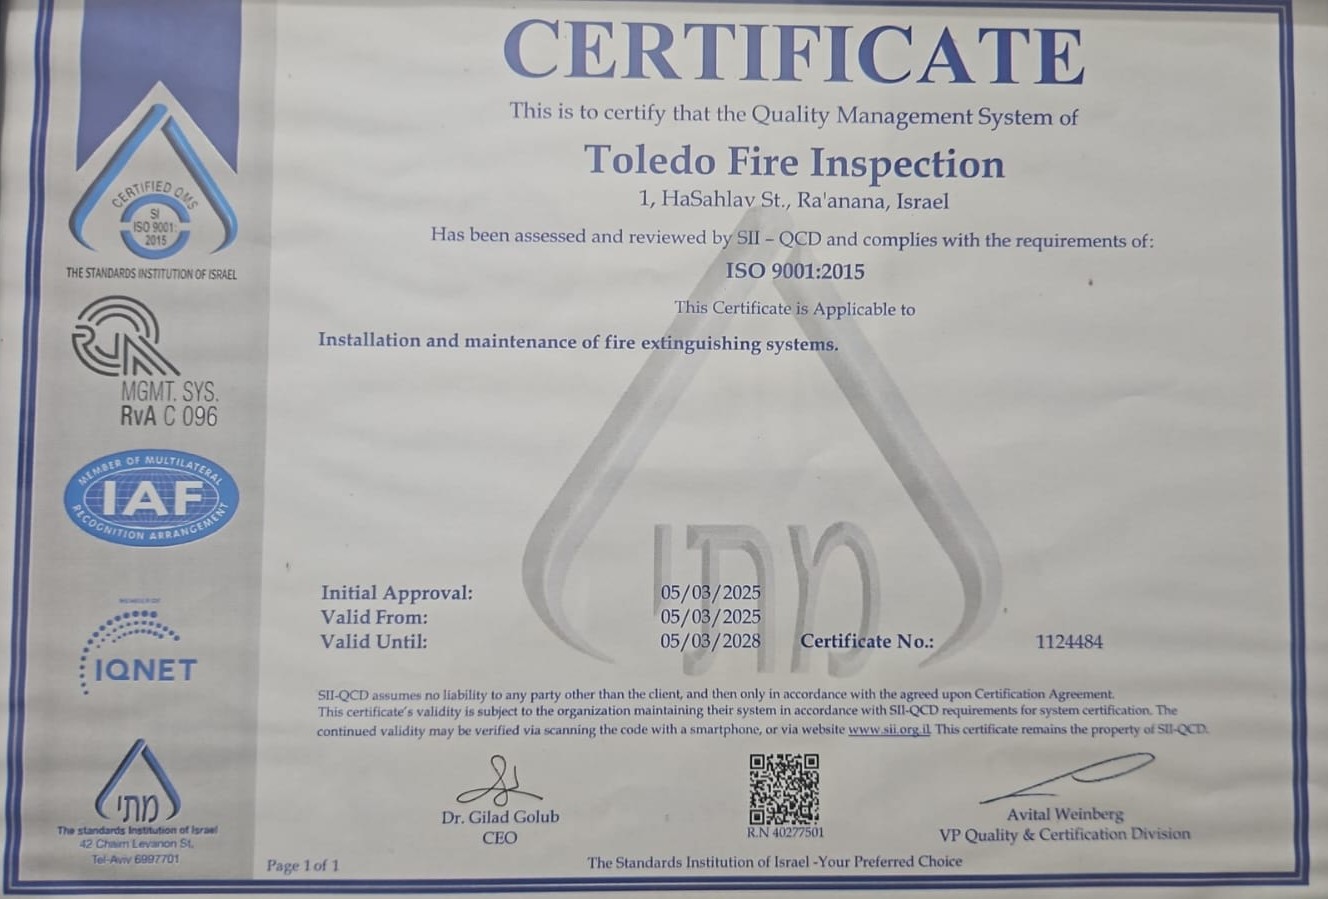 CERTIFICATE
This is to certify that the Quality Management System of
Toledo Fire Inspection
1, HaSahlav St., Ra'anana, Israel
Has been assessed and reviewed by SII – QCD and complies with the requirements of:
ISO 9001:2015
This Certificate is Applicable to
Installation and maintenance of fire extinguishing systems.
CERTIFIED QMS
SI
ISO 9001:
2015
THE STANDARDS INSTITUTION OF ISRAEL
RvA
MGMT. SYS.
RvA C 096
MEMBER OF MULTILATERAL
IAF
RECOGNITION ARRANGEMENT
MEMBER OF
IQNET
מתי
Initial Approval: 05/03/2025
Valid From: 05/03/2025
Valid Until: 05/03/2028 Certificate No.: 1124484
SII-QCD assumes no liability to any party other than the client, and then only in accordance with the agreed upon Certification Agreement.
This certificate's validity is subject to the organization maintaining their system in accordance with SII-QCD requirements for system certification. The
continued validity may be verified via scanning the code with a smartphone, or via website www.sii.org.il. This certificate remains the property of SII-QCD.
מתי
The standards Institution of Israel
42 Chaim Levanon St.
Tel-Aviv 6997701
Dr. Gilad Golub
CEO
R.N 40277501
Avital Weinberg
VP Quality & Certification Division
Page 1 of 1
The Standards Institution of Israel -Your Preferred Choice